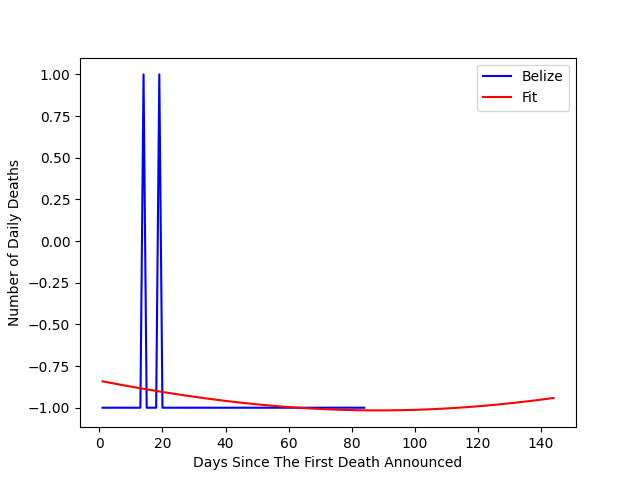 1.00
0.75
0.50
0.25
0.00
−0.25
−0.50
−0.75
−1.00
0 20 40 60 80 100 120 140
Number of Daily Deaths
Days Since The First Death Announced
Belize
Fit